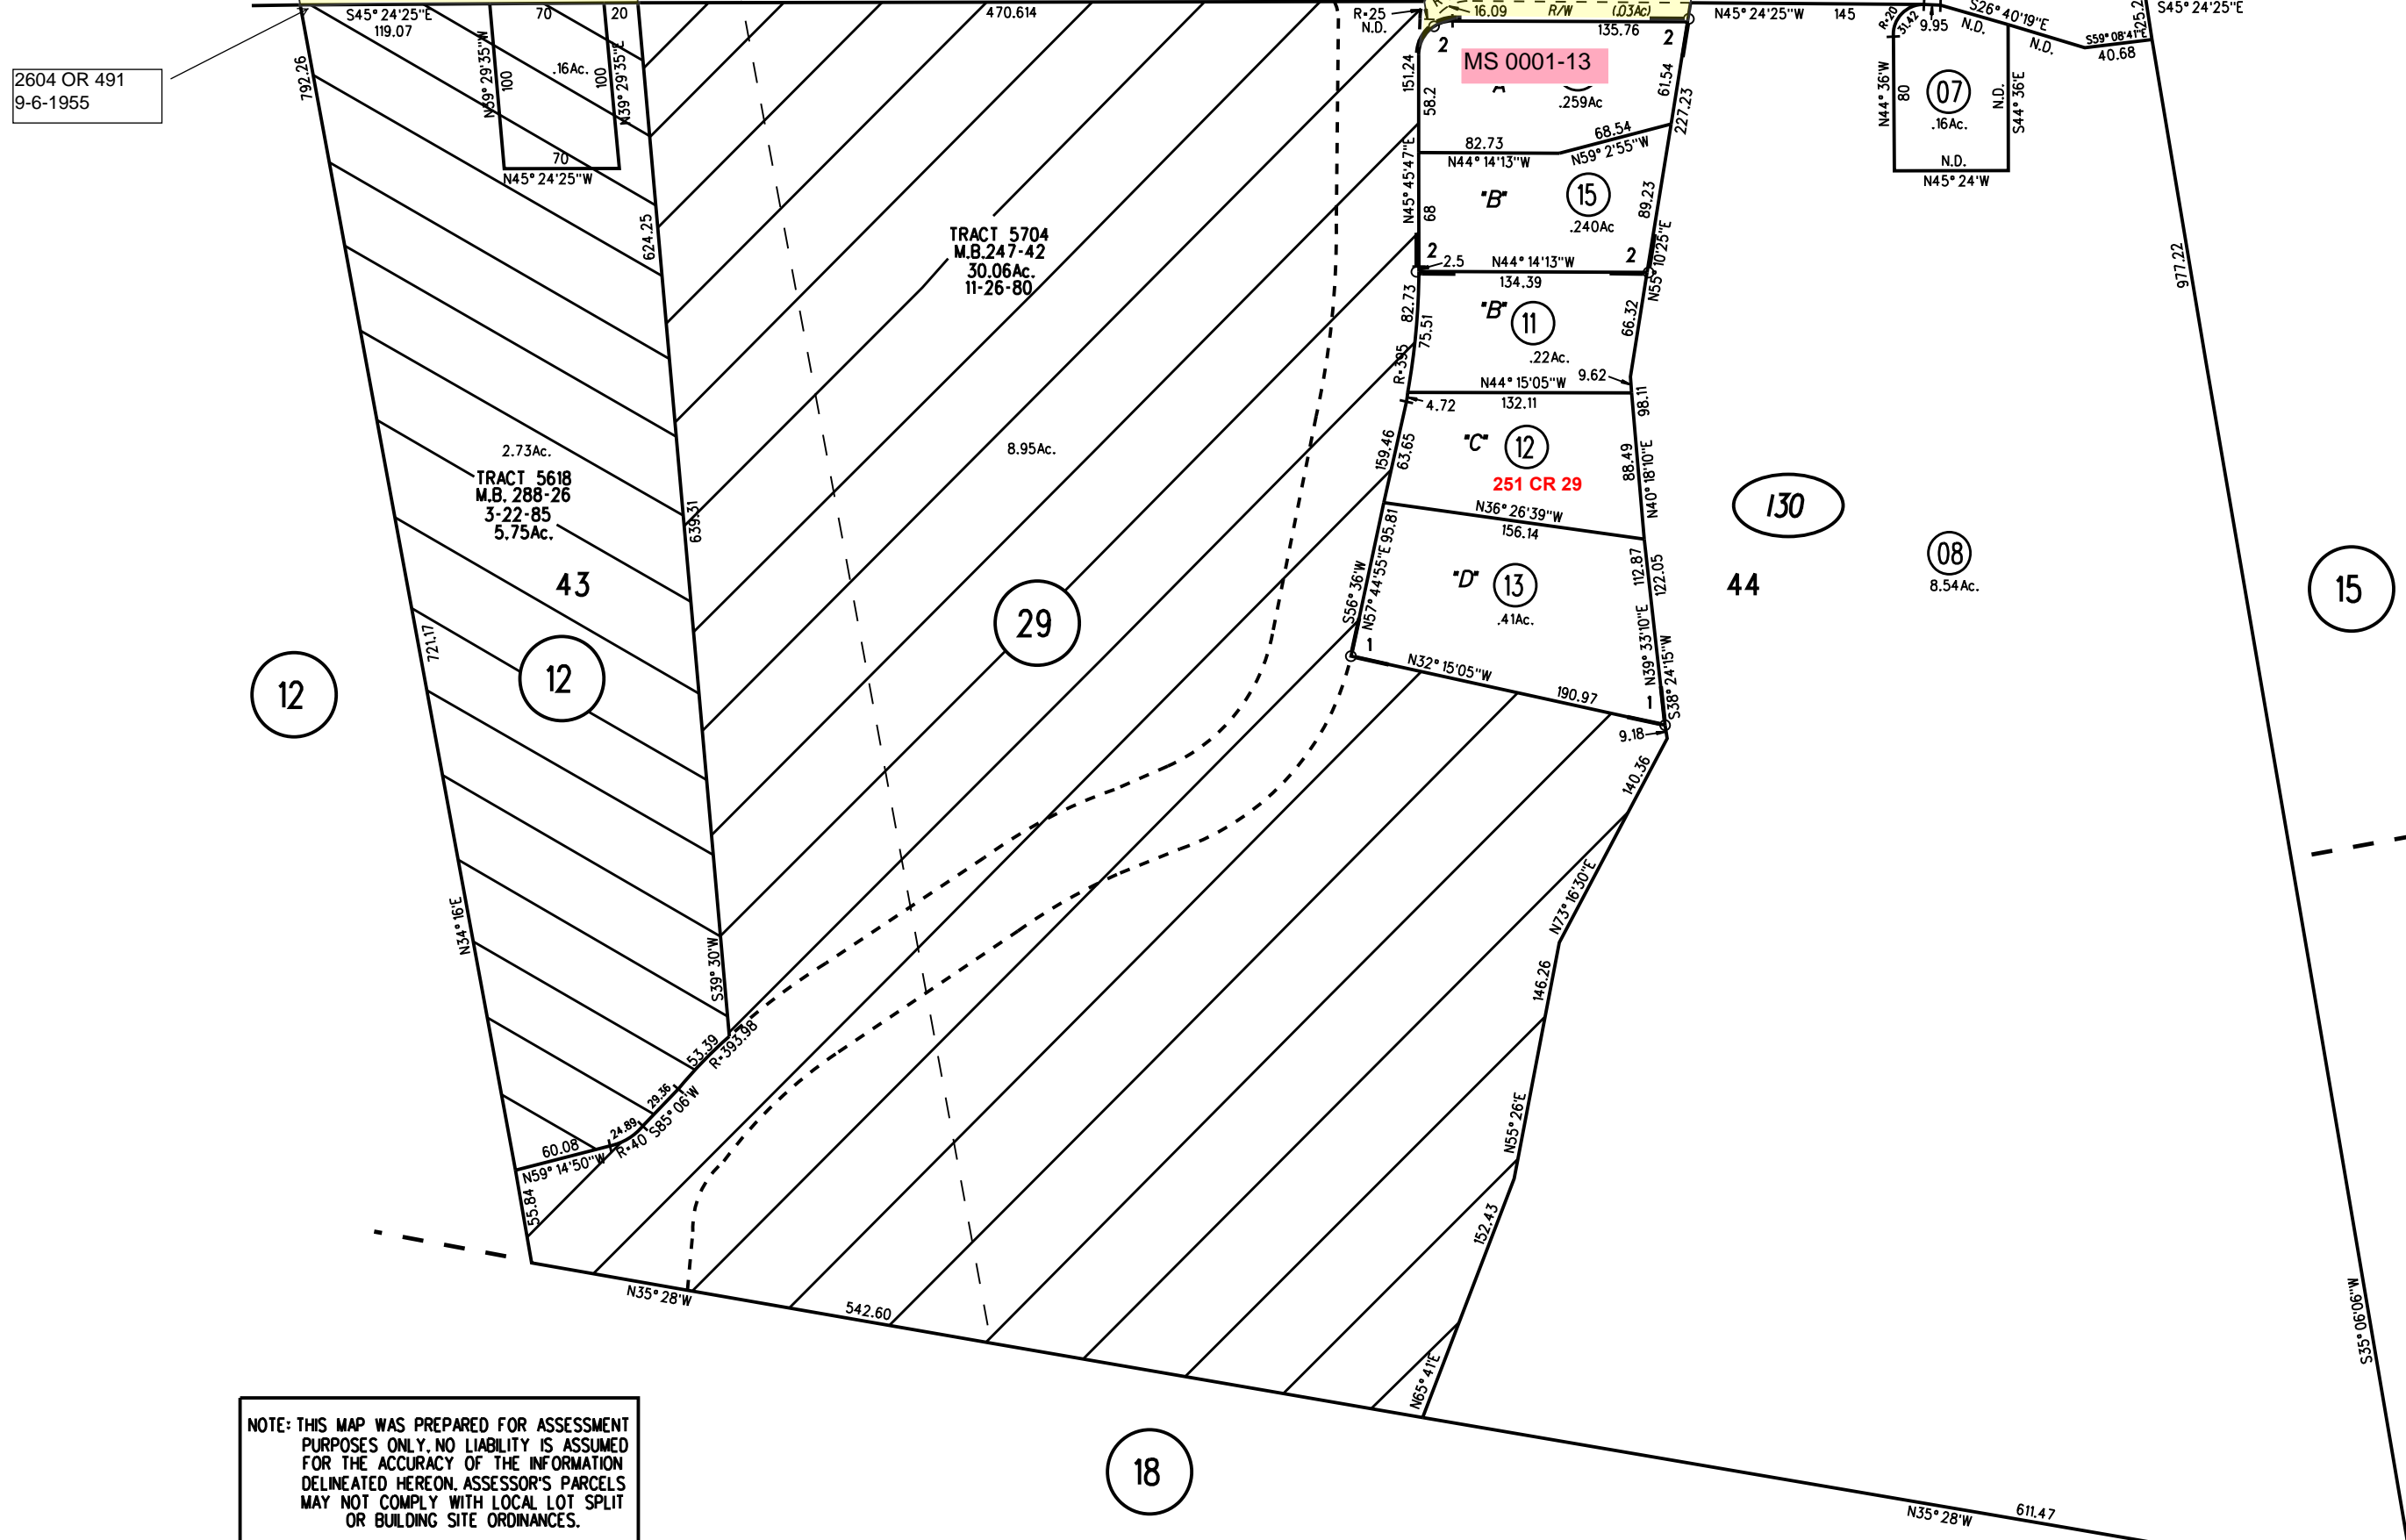 2604 OR 491
9-6-1955
S45° 24'25"E
119.07
70
20
470.614
R=25
N.D.
16.09
R/W
(.03Ac)
135.76
N45° 24'25"W
145
R=20
31.42
9.95
S26° 40'19"E
N.D.
N.D.
S59° 08'41"E
40.68
S45° 24'25"E
792.26
N39° 29'35"W
100
.16Ac.
100
N39° 29'35"E
70
N45° 24'25"W
624.25
151.24
58.2
2
2
MS 0001-13
.259Ac
61.54
227.23
82.73
N44° 14'13"W
68.54
N59° 2'55"W
N44° 36'W
80
07
.16Ac.
N.D.
S44° 36'E
N.D.
N45° 24'W
N45° 45'47"E
68
"B"
15
.240Ac
89.23
N55° 10'25"E
2
2
2.5
N44° 14'13"W
134.39
TRACT 5704
M.B.247-42
30.06Ac.
11-26-80
82.73
75.51
R=395
"B"
11
.22Ac.
66.32
9.62
N44° 15'05"W
132.11
4.72
98.11
977.22
2.73Ac.
TRACT 5618
M.B. 288-26
3-22-85
5.75Ac.
43
8.95Ac.
639.31
159.46
63.65
"C"
12
251 CR 29
88.49
N40° 18'10"E
N36° 26'39"W
156.14
130
08
8.54Ac.
44
15
S56° 36'W
N57° 44'55"E
95.81
"D"
13
.41Ac.
112.87
122.05
N39° 33'10"E
S38° 24'15"W
1
1
N32° 15'05"W
190.97
9.18
29
12
12
721.17
140.36
N73° 16'30"E
146.26
N34° 16'E
S39° 30'W
53.39
R=393.98
29.36
S85° 06'W
24.89
R=40
60.08
N59° 14'50"W
55.84
N55° 26'E
152.43
N65° 41'E
N35° 28'W
542.60
S35° 06'06"W
18
N35° 28'W
611.47
NOTE: THIS MAP WAS PREPARED FOR ASSESSMENT
PURPOSES ONLY. NO LIABILITY IS ASSUMED
FOR THE ACCURACY OF THE INFORMATION
DELINEATED HEREON. ASSESSOR'S PARCELS
MAY NOT COMPLY WITH LOCAL LOT SPLIT
OR BUILDING SITE ORDINANCES.